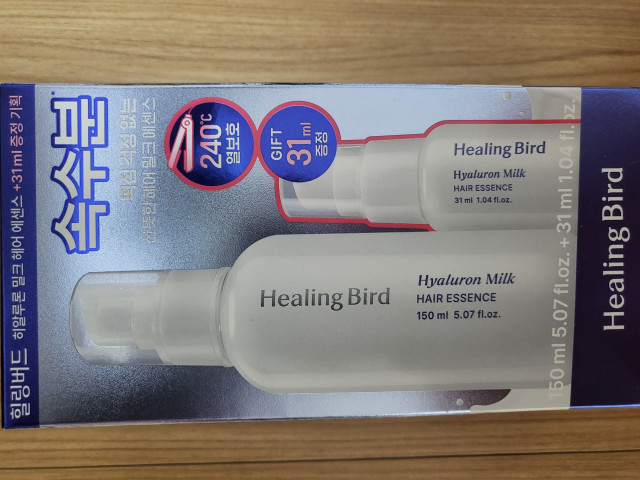 힐링버드 히알루론 밀크 헤어 에센스 +31ml 증정 기획
속수분
떡짐 걱정 없는
산뜻한 헤어 밀크 에센스
240°C
열보호
GIFT
31ml
증정
Healing Bird
Hyaluron Milk
HAIR ESSENCE
31 ml 1.04 fl.oz.
Healing Bird
Hyaluron Milk
HAIR ESSENCE
150 ml 5.07 fl.oz.
150 ml 5.07 fl.oz. + 31 ml 1.04 fl.oz.
Healing Bird